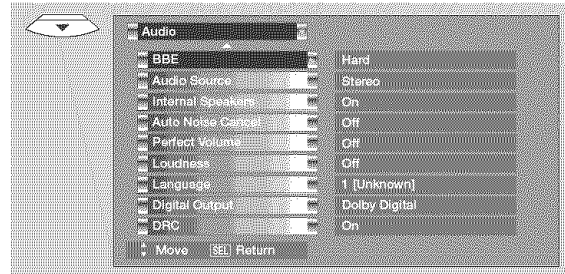 Audio
BBE Hard
Audio Source Stereo
Internal Speakers On
Auto Noise Cancel Off
Perfect Volume Off
Loudness Off
Language 1 [Unknown]
Digital Output Dolby Digital
DRC On
Move SEL Return